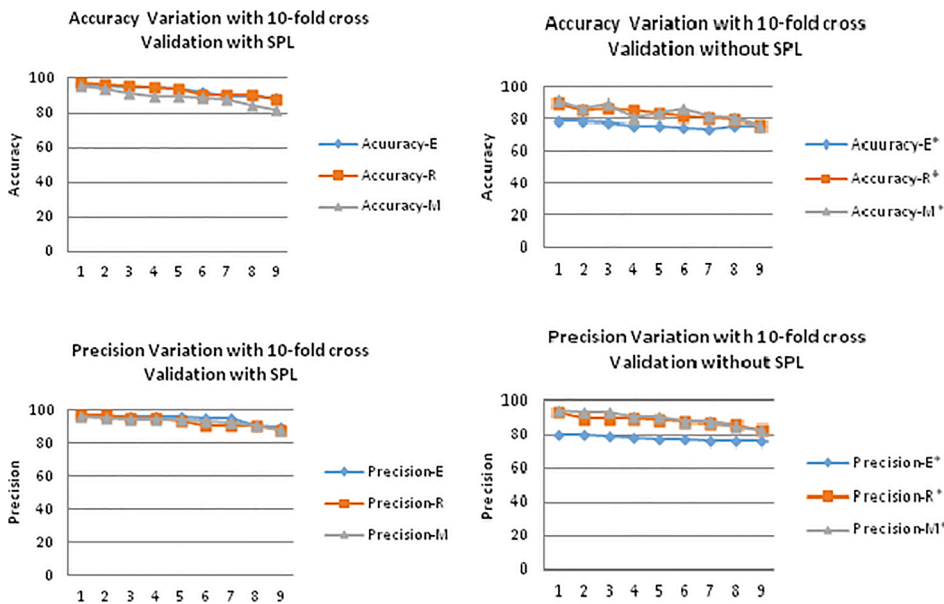 Accuracy Variation with 10-fold cross
Validation with SPL
Accuracy
100
80
60
40
20
0
1 2 3 4 5 6 7 8 9
Acuuracy-E
Accuracy-R
Accuracy-M
Accuracy Variation with 10-fold cross
Validation without SPL
Accuracy
100
80
60
40
20
0
1 2 3 4 5 6 7 8 9
Acuuracy-E*
Accuracy-R*
Accuracy-M*
Precision Variation with 10-fold cross
Validation with SPL
Precision
100
80
60
40
20
0
1 2 3 4 5 6 7 8 9
Precision-E
Precision-R
Precision-M
Precision Variation with 10-fold cross
Validation without SPL
Precision
100
80
60
40
20
0
1 2 3 4 5 6 7 8 9
Precision-E*
Precision-R*
Precision-M*